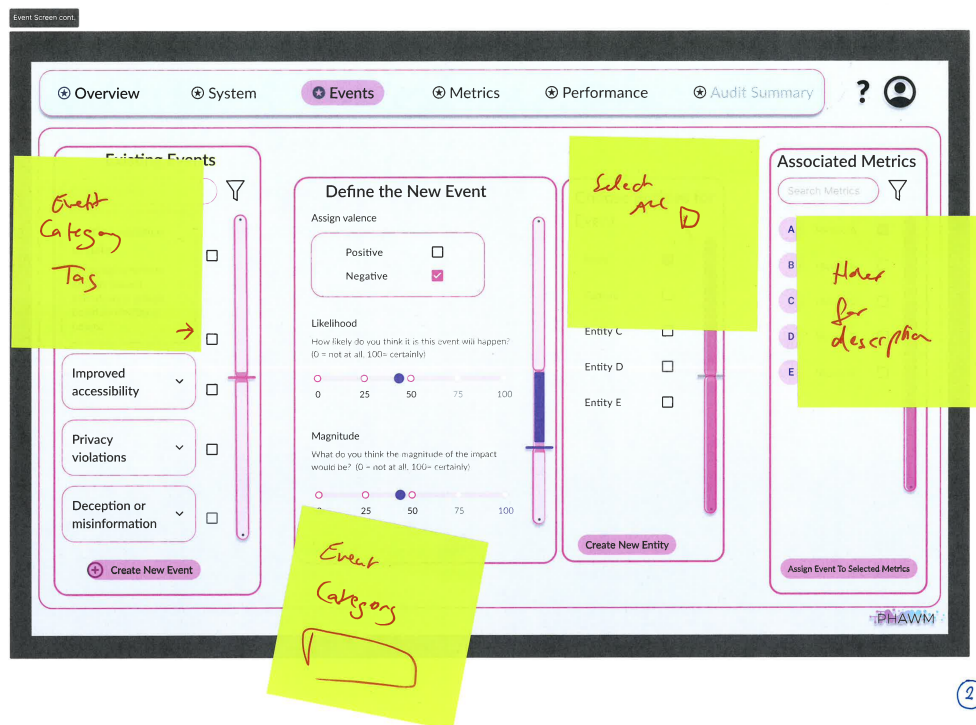 Event Screen cont.
Overview
System
Events
Metrics
Performance
Audit Summary
?
Existing Events
Event
Category
Tag
→
Improved
accessibility
Privacy
violations
Deception or
misinformation
Create New Event
Define the New Event
Assign valence
Positive
Negative
Likelihood
How likely do you think it is this event will happen?
(0 = not at all, 100= certainly)
0 25 50 75 100
Magnitude
What do you think the magnitude of the impact
would be? (0 = not at all, 100= certainly)
25 50 75 100
Event
Category
Select
All
Entity C
Entity D
Entity E
Create New Entity
Associated Metrics
Search Metrics
A
B
C
D
E
Hover
for
description
Assign Event To Selected Metrics
PHAWM
2